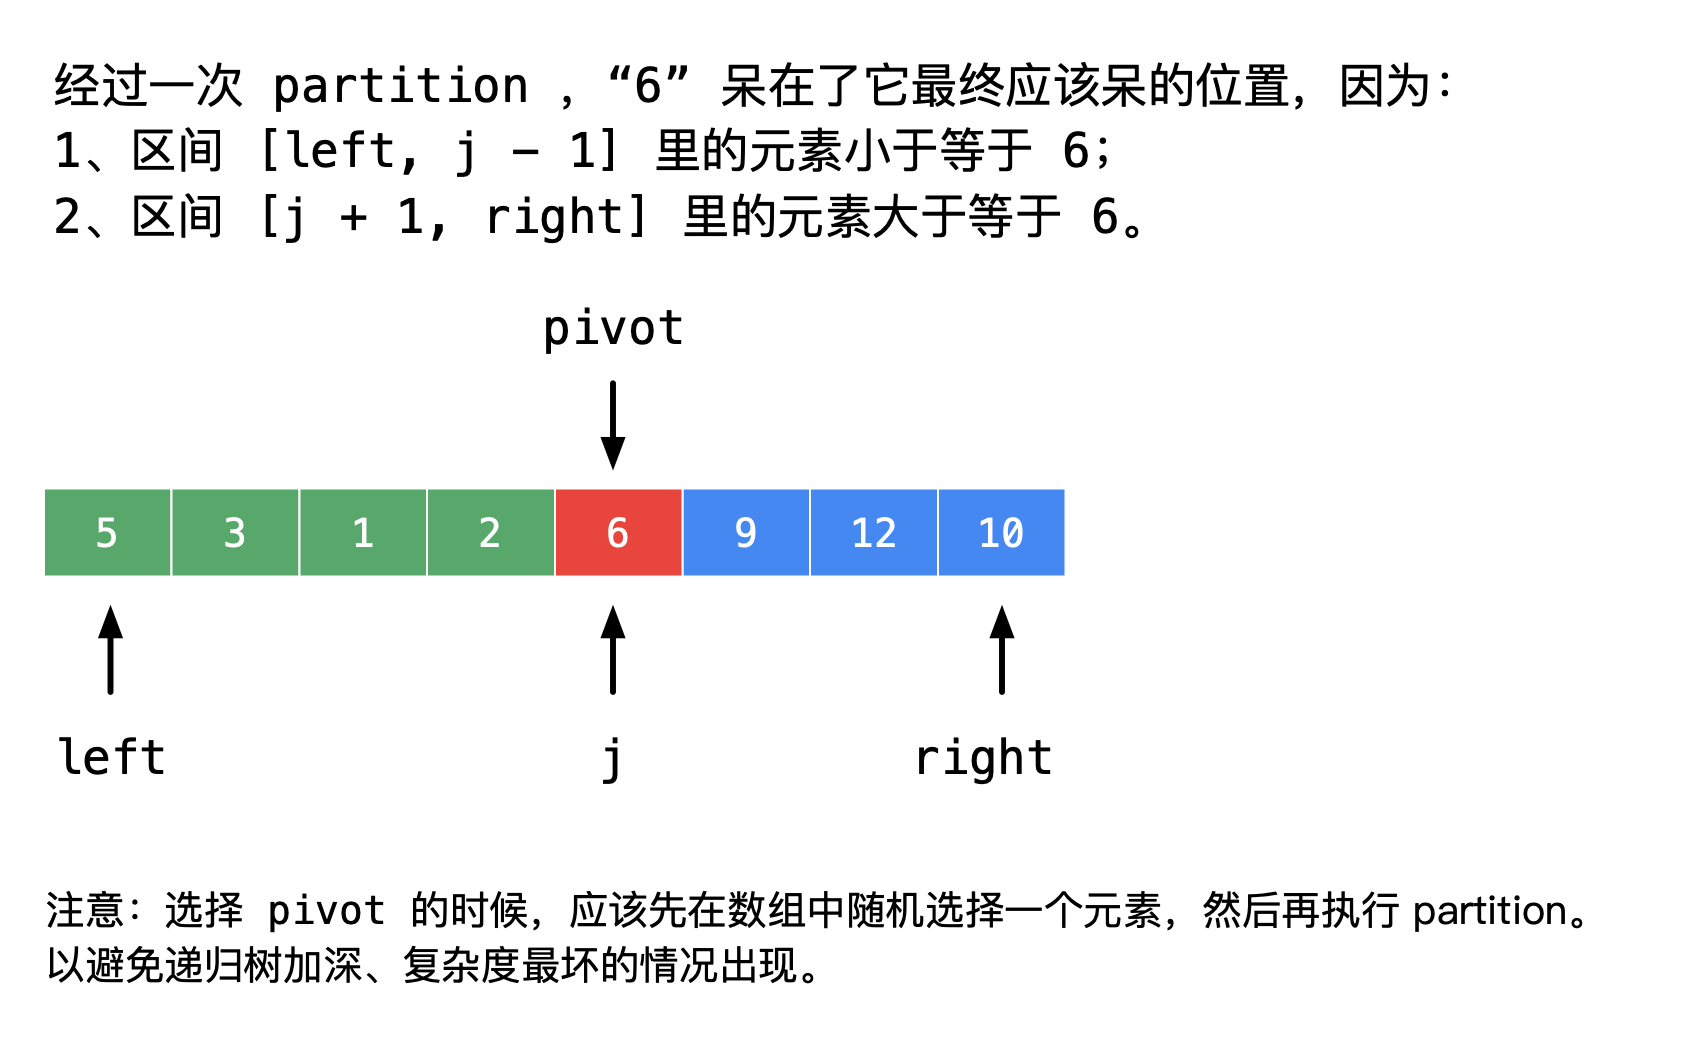 经过一次 partition ，“6” 呆在了它最终应该呆的位置，因为：
1、区间 [left, j - 1] 里的元素小于等于 6；
2、区间 [j + 1, right] 里的元素大于等于 6。
pivot
5 3 1 2 6 9 12 10
left j right
注意：选择 pivot 的时候，应该先在数组中随机选择一个元素，然后再执行 partition。
以避免递归树加深、复杂度最坏的情况出现。